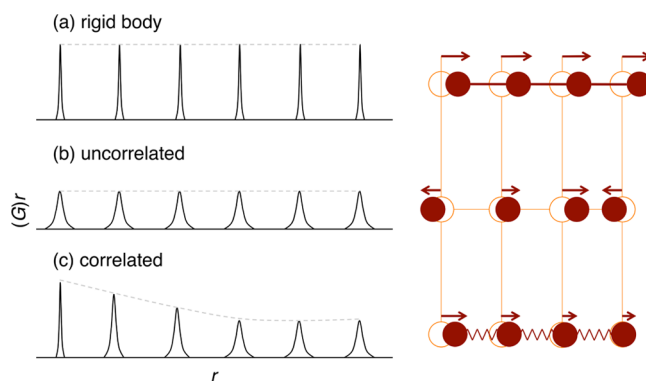 (a) rigid body
(b) uncorrelated
(G)r
(c) correlated
r